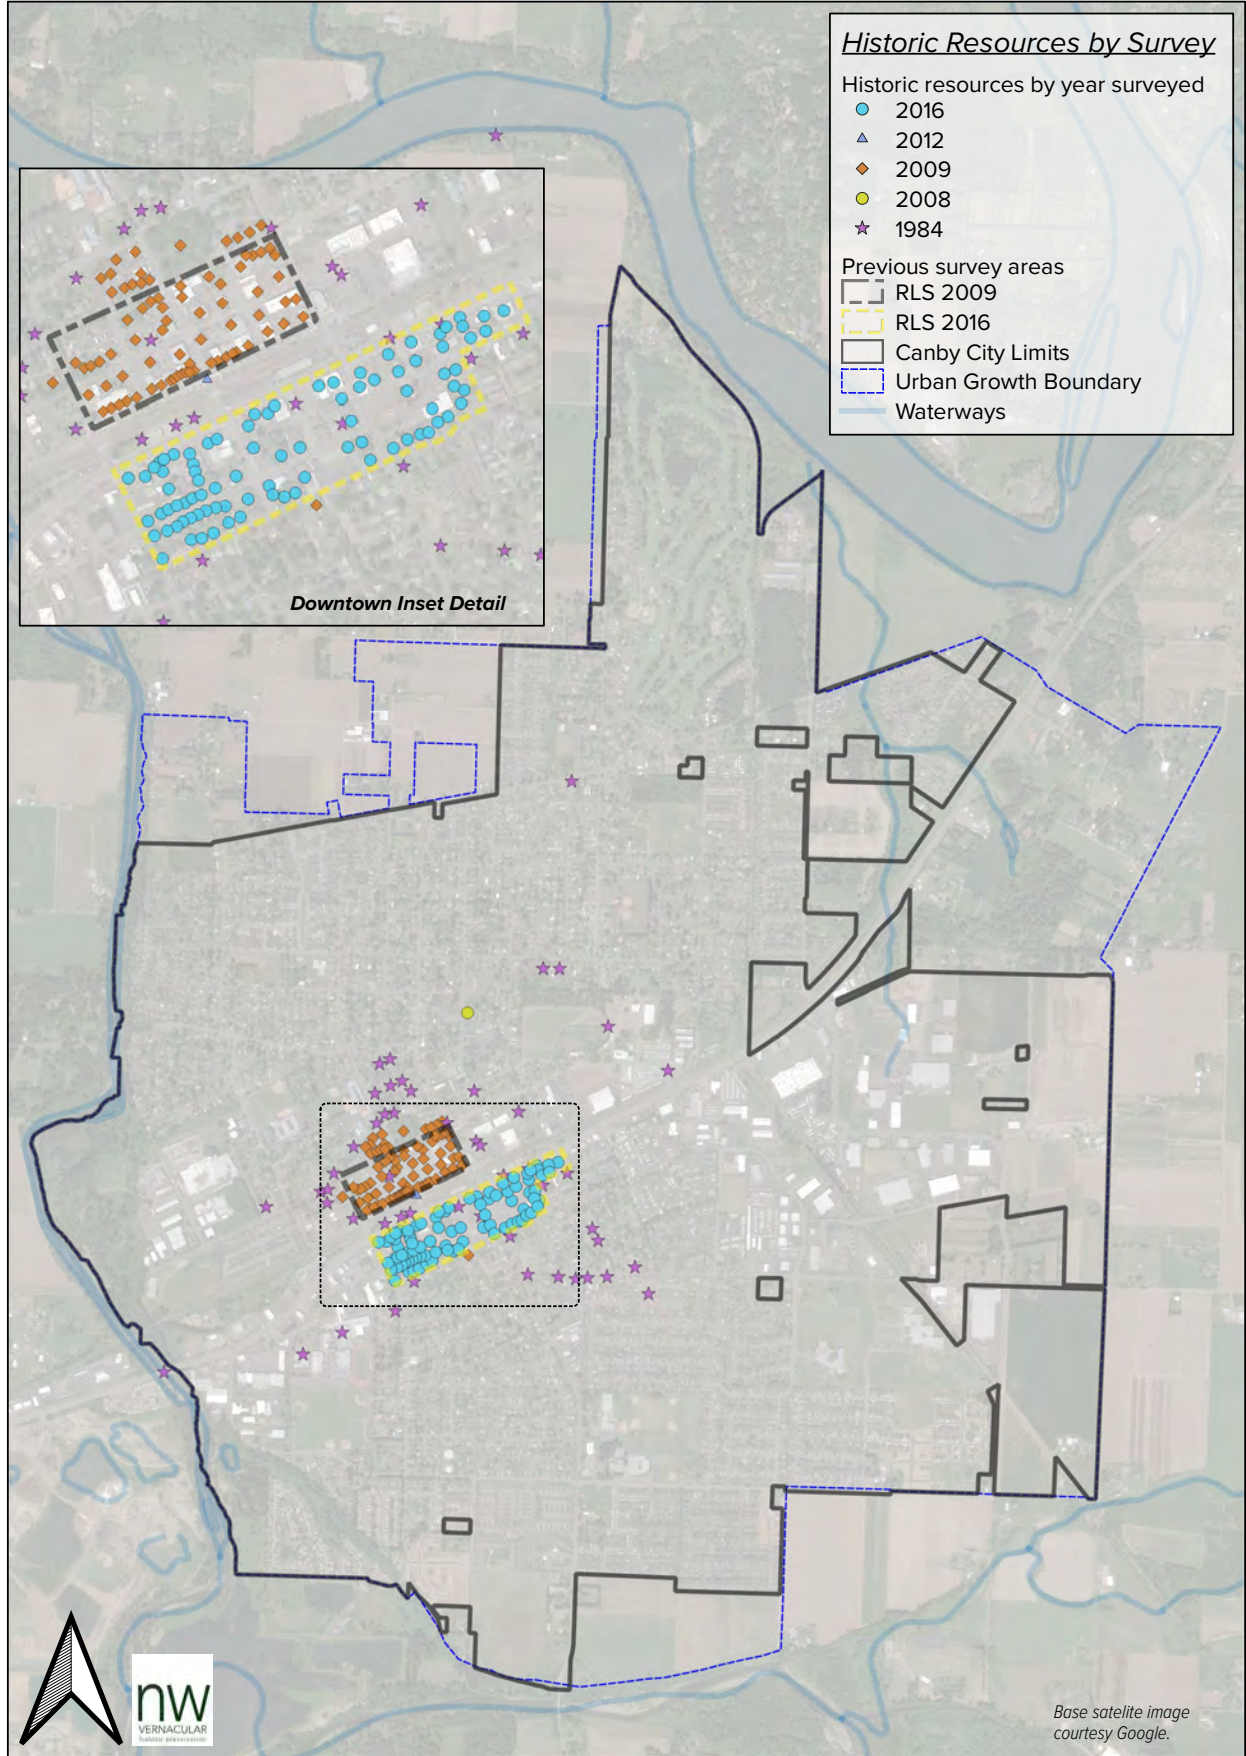 Historic Resources by Survey
Historic resources by year surveyed
2016
2012
2009
2008
1984
Previous survey areas
RLS 2009
RLS 2016
Canby City Limits
Urban Growth Boundary
Waterways
Downtown Inset Detail
nw
VERNACULAR
Base satelite image
courtesy Google.